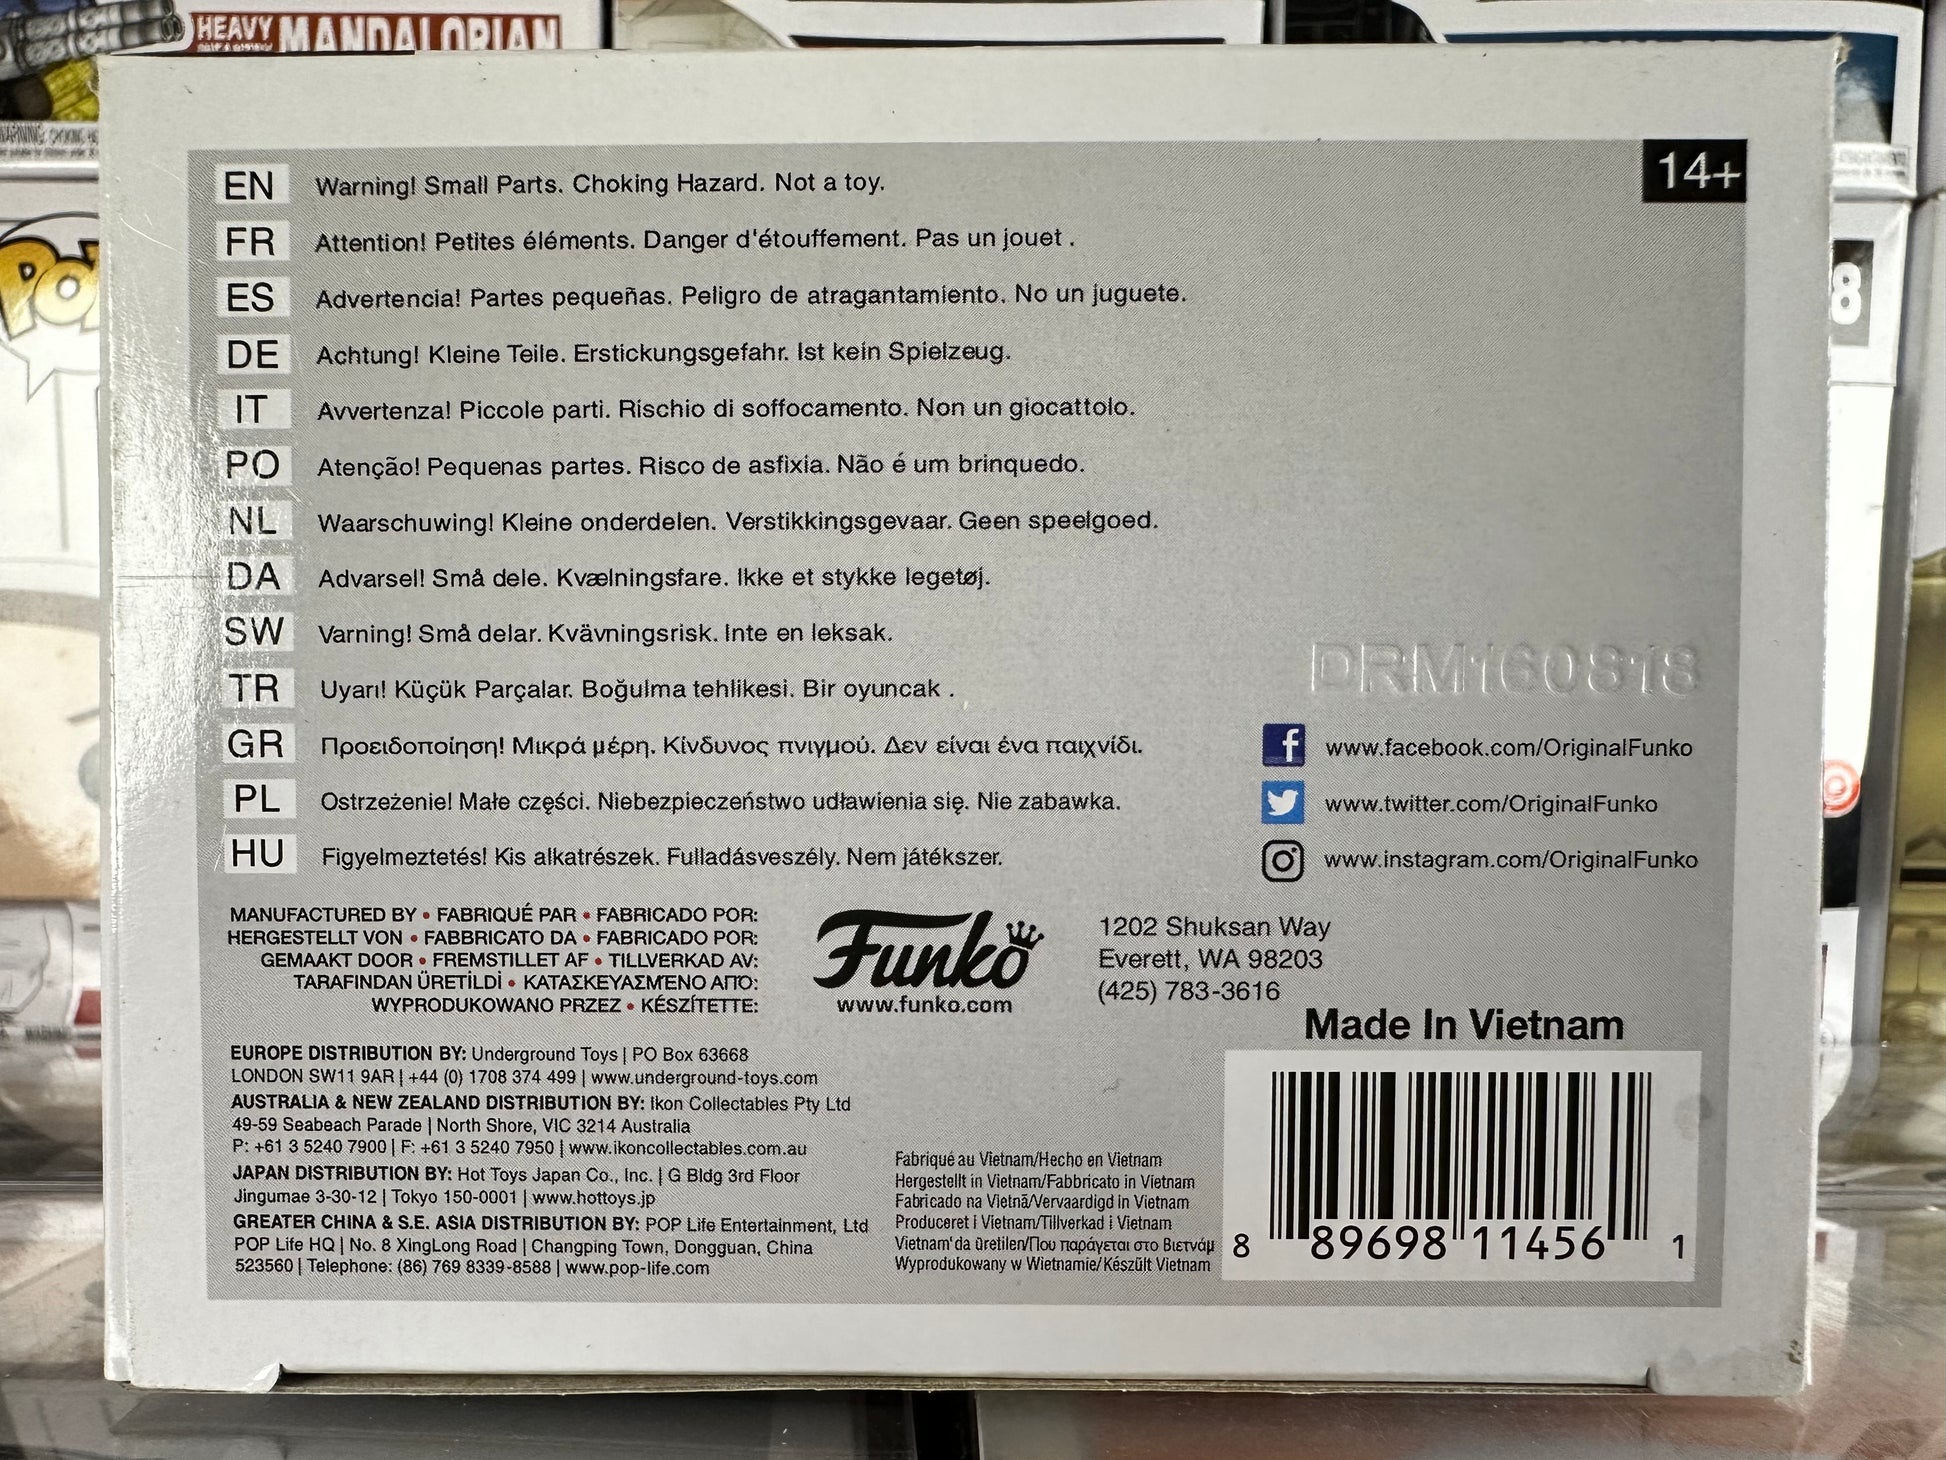 HEAVY MANDALORIAN
14+
EN Warning! Small Parts. Choking Hazard. Not a toy.
FR Attention! Petites éléments. Danger d'étouffement. Pas un jouet .
ES Advertencia! Partes pequeñas. Peligro de atragantamiento. No un juguete.
DE Achtung! Kleine Teile. Erstickungsgefahr. Ist kein Spielzeug.
IT Avvertenza! Piccole parti. Rischio di soffocamento. Non un giocattolo.
PO Atenção! Pequenas partes. Risco de asfixia. Não é um brinquedo.
NL Waarschuwing! Kleine onderdelen. Verstikkingsgevaar. Geen speelgoed.
DA Advarsel! Små dele. Kvælningsfare. Ikke et stykke legetøj.
SW Varning! Små delar. Kvävningsrisk. Inte en leksak.
TR Uyarı! Küçük Parçalar. Boğulma tehlikesi. Bir oyuncak .
GR Προειδοποίηση! Μικρά μέρη. Κίνδυνος πνιγμού. Δεν είναι ένα παιχνίδι.
PL Ostrzeżenie! Małe części. Niebezpieczeństwo udławienia się. Nie zabawka.
HU Figyelmeztetés! Kis alkatrészek. Fulladásveszély. Nem játékszer.
DRM160818
www.facebook.com/OriginalFunko
www.twitter.com/OriginalFunko
www.instagram.com/OriginalFunko
MANUFACTURED BY • FABRIQUÉ PAR • FABRICADO POR:
HERGESTELLT VON • FABBRICATO DA • FABRICADO POR:
GEMAAKT DOOR • FREMSTILLET AF • TILLVERKAD AV:
TARAFINDAN ÜRETİLDİ • ΚΑΤΑΣΚΕΥΑΣΜΈΝΟ ΑΠΌ:
WYPRODUKOWANO PRZEZ • KÉSZÍTETTE:
Funko
www.funko.com
1202 Shuksan Way
Everett, WA 98203
(425) 783-3616
Made In Vietnam
EUROPE DISTRIBUTION BY: Underground Toys | PO Box 63668
LONDON SW11 9AR | +44 (0) 1708 374 499 | www.underground-toys.com
AUSTRALIA & NEW ZEALAND DISTRIBUTION BY: Ikon Collectables Pty Ltd
49-59 Seabeach Parade | North Shore, VIC 3214 Australia
P: +61 3 5240 7900 | F: +61 3 5240 7950 | www.ikoncollectables.com.au
JAPAN DISTRIBUTION BY: Hot Toys Japan Co., Inc. | G Bldg 3rd Floor
Jingumae 3-30-12 | Tokyo 150-0001 | www.hottoys.jp
GREATER CHINA & S.E. ASIA DISTRIBUTION BY: POP Life Entertainment, Ltd
POP Life HQ | No. 8 XingLong Road | Changping Town, Dongguan, China
523560 | Telephone: (86) 769 8339-8588 | www.pop-life.com
Fabriqué au Vietnam/Hecho en Vietnam
Hergestellt in Vietnam/Fabbricato in Vietnam
Fabricado na Vietnã/Vervaardigd in Vietnam
Produceret i Vietnam/Tillverkad i Vietnam
Vietnam'da üretilen/Που παράγεται στο Βιετνάμ
Wyprodukowany w Wietnamie/Készült Vietnam
8 89698 11456 1